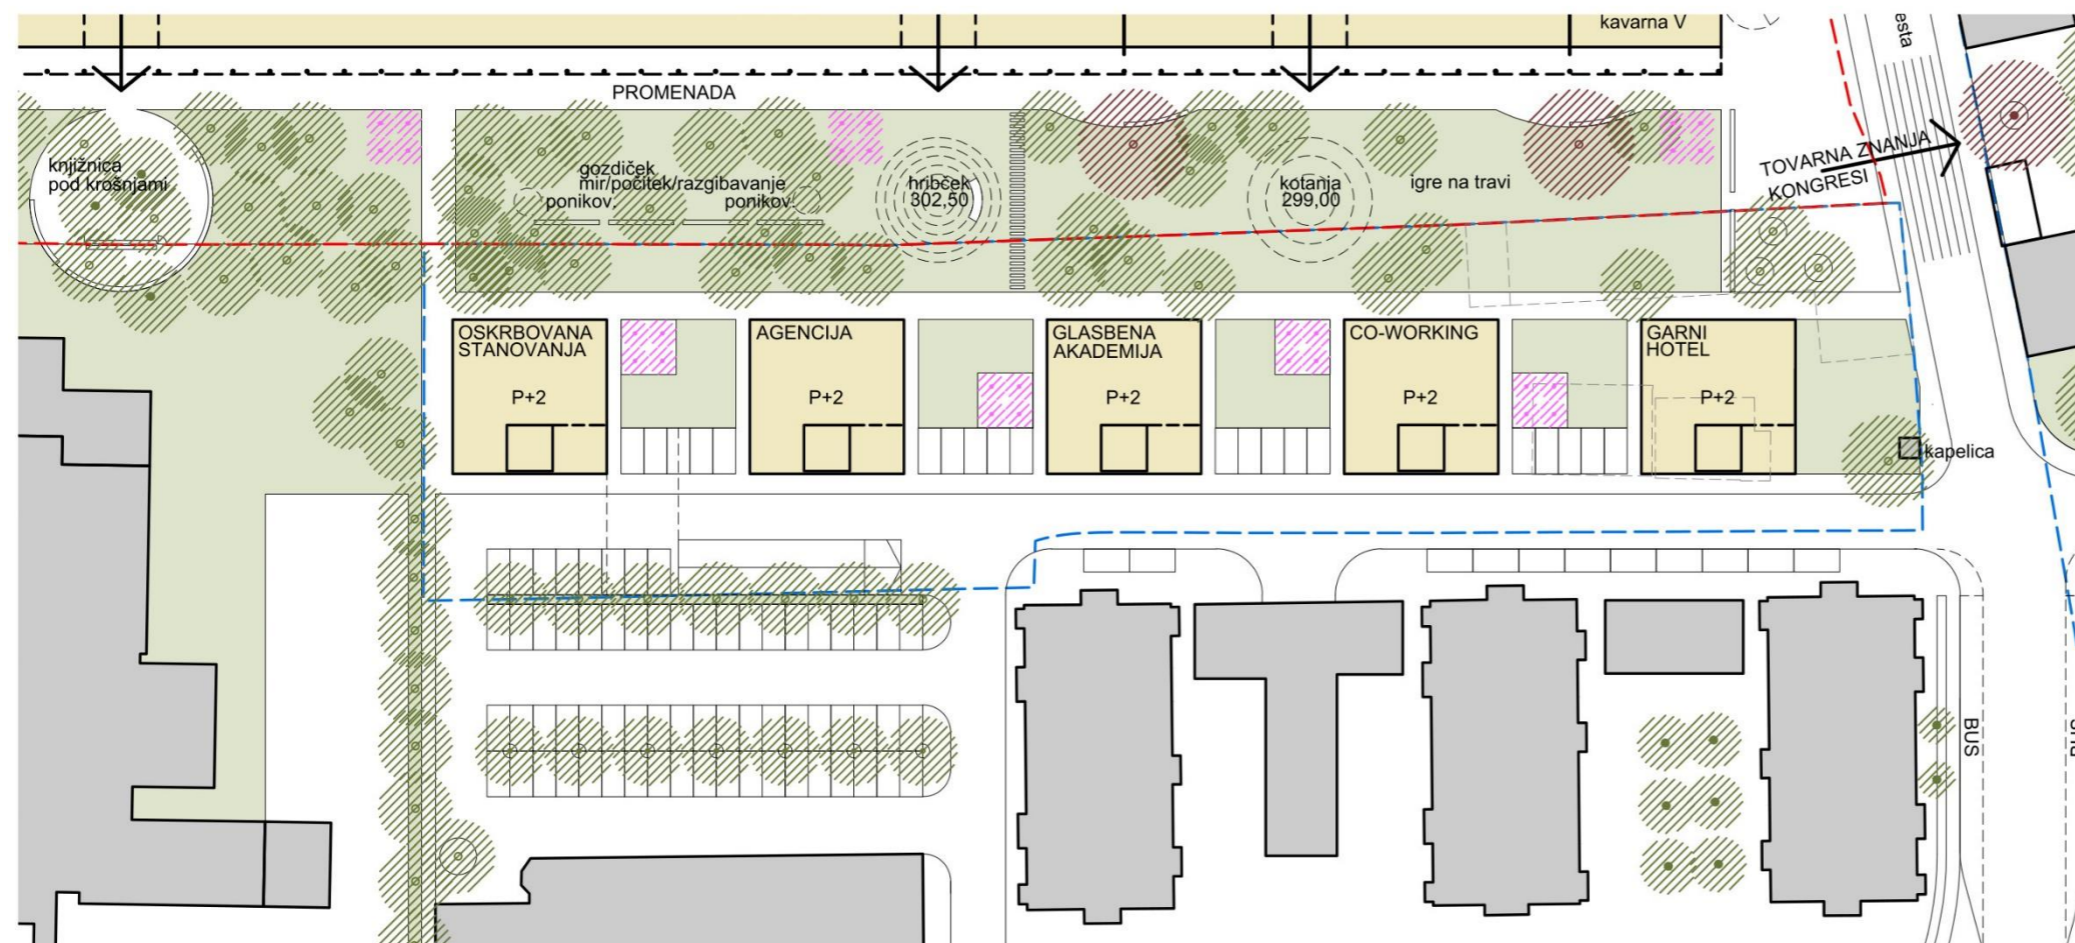 kavarna V
esta
PROMENADA
TOVARNA ZNANJA
KONGRESI
knjižnica
pod krošnjami
gozdiček
mir/počitek/razgibavanje
ponikov.
ponikov.
hribček
302,50
kotanja
299,00
igre na travi
OSKRBOVANA
STANOVANJA
P+2
AGENCIJA
P+2
GLASBENA
AKADEMIJA
P+2
CO-WORKING
P+2
GARNI
HOTEL
P+2
kapelica
BUS